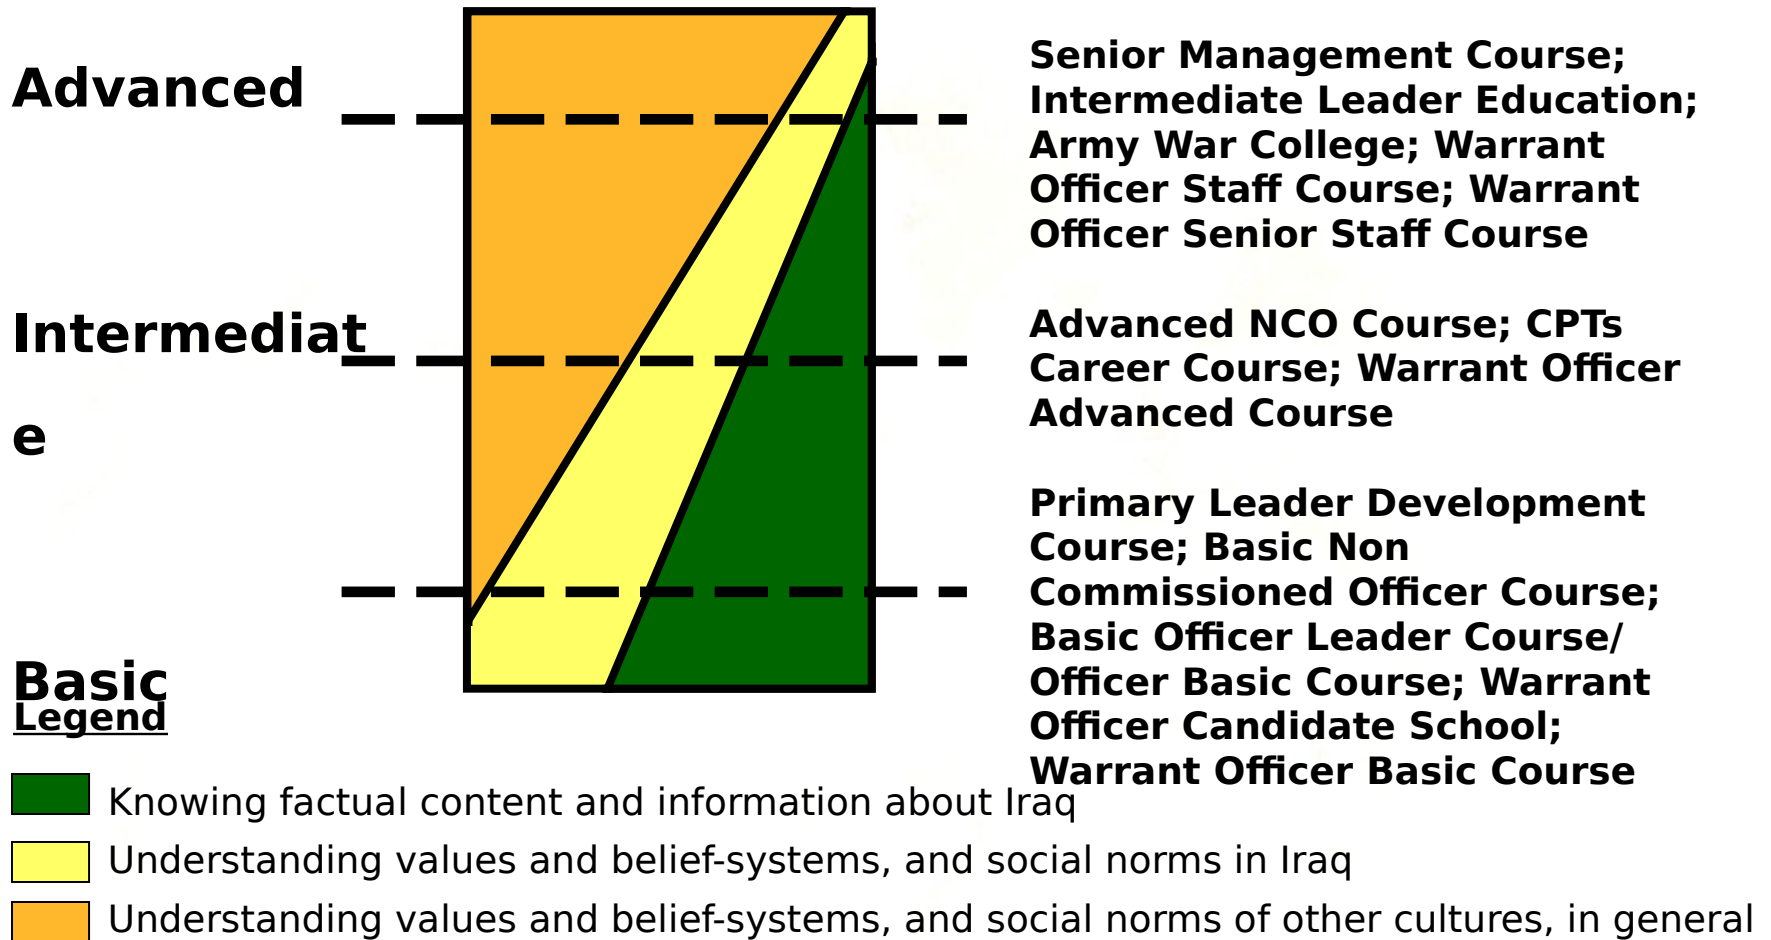 Advanced
Intermediat
e
Basic
Senior Management Course;
Intermediate Leader Education;
Army War College; Warrant
Officer Staff Course; Warrant
Officer Senior Staff Course
Advanced NCO Course; CPTs
Career Course; Warrant Officer
Advanced Course
Primary Leader Development
Course; Basic Non
Commissioned Officer Course;
Basic Officer Leader Course/
Officer Basic Course; Warrant
Officer Candidate School;
Warrant Officer Basic Course
Legend
Knowing factual content and information about Iraq
Understanding values and belief-systems, and social norms in Iraq
Understanding values and belief-systems, and social norms of other cultures, in general